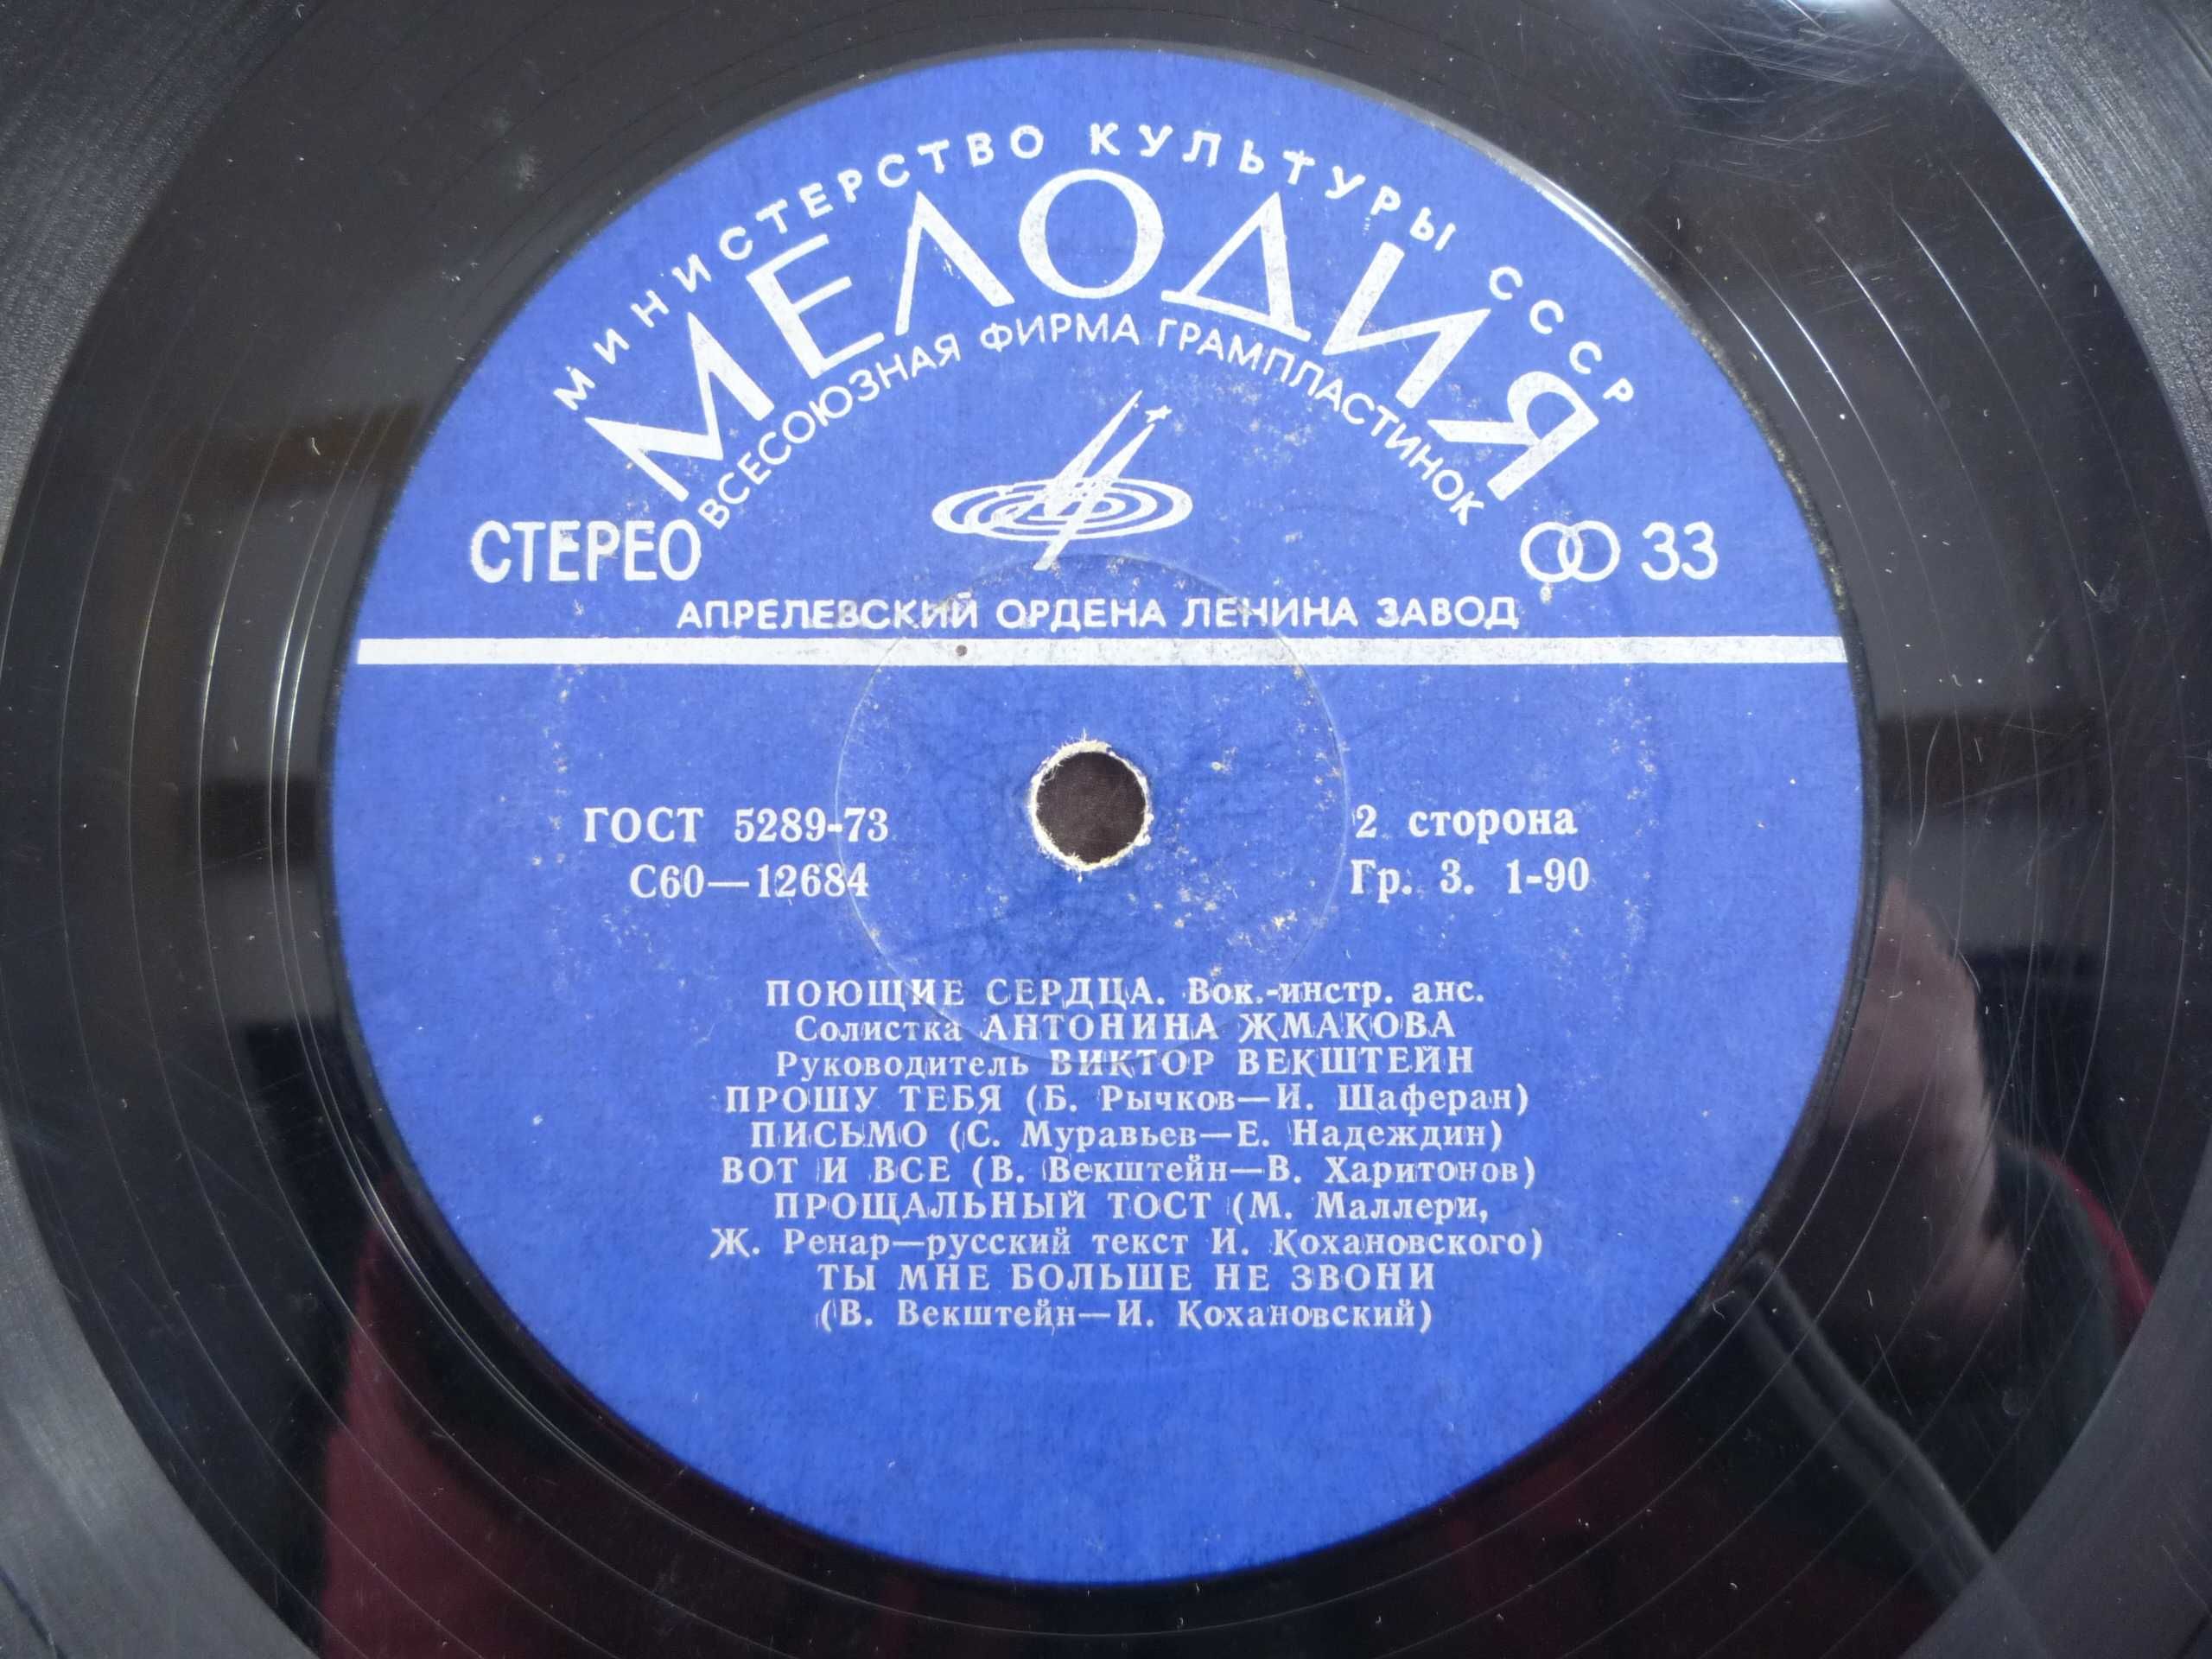 МИНИСТЕРСТВО КУЛЬТУРЫ СССР
МЕЛОДИЯ
ВСЕСОЮЗНАЯ ФИРМА ГРАМПЛАСТИНОК
СТЕРЕО
33
АПРЕЛЕВСКИЙ ОРДЕНА ЛЕНИНА ЗАВОД
ГОСТ 5289-73
С60—12684
2 сторона
Гр. 3. 1-90
ПОЮЩИЕ СЕРДЦА. Вок.-инстр. анс.
Солистка АНТОНИНА ЖМАКОВА
Руководитель ВИКТОР ВЕКШТЕЙН
ПРОШУ ТЕБЯ (Б. Рычков—И. Шаферан)
ПИСЬМО (С. Муравьев—Е. Надеждин)
ВОТ И ВСЕ (В. Векштейн—В. Харитонов)
ПРОЩАЛЬНЫЙ ТОСТ (М. Маллери,
Ж. Ренар—русский текст И. Кохановского)
ТЫ МНЕ БОЛЬШЕ НЕ ЗВОНИ
(В. Векштейн—И. Кохановский)